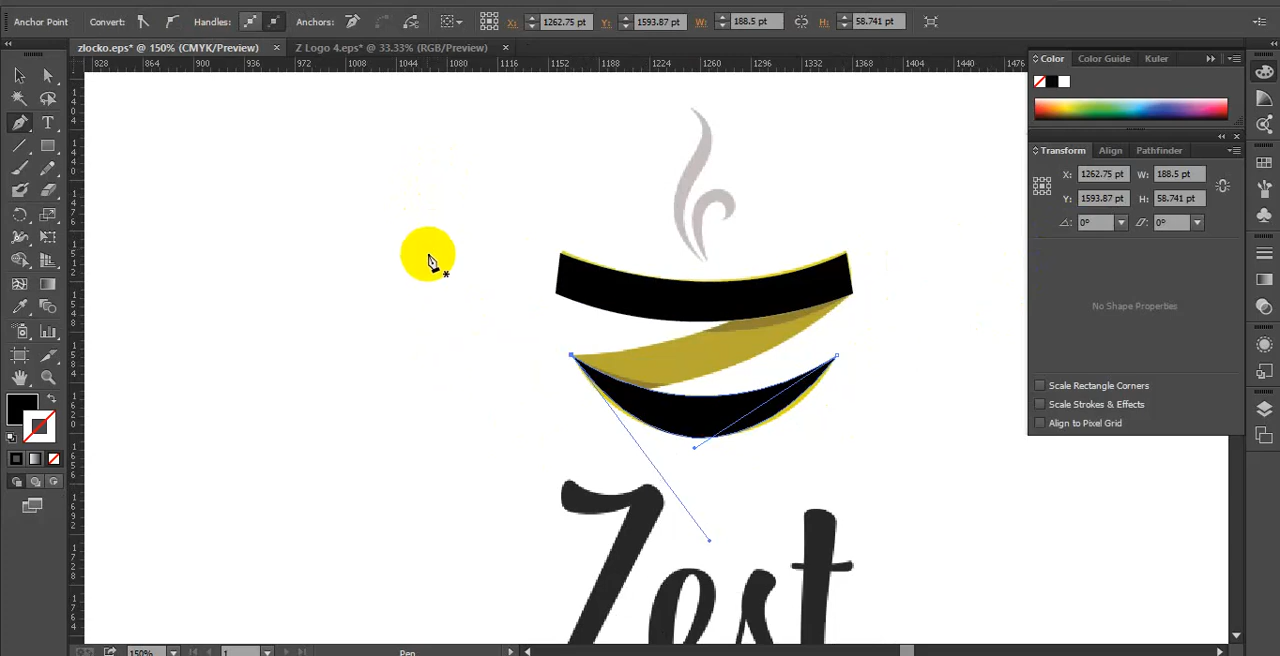 Anchor Point Convert: Handles: Anchors: X: 1262.75 pt Y: 1593.87 pt W: 188.5 pt H: 58.741 pt
zlocko.eps* @ 150% (CMYK/Preview) Z Logo 4.eps* @ 33.33% (RGB/Preview)
828 864 900 936 972 1008 1044 1080 1116 1152 1188 1224 1260 1296 1332 1368 1404 1440 1476
Color Color Guide Kuler
Transform Align Pathfinder
X: 1262.75 pt W: 188.5 pt
Y: 1593.87 pt H: 58.741 pt
0° 0°
No Shape Properties
Scale Rectangle Corners
Scale Strokes & Effects
Align to Pixel Grid
Zest
150% 1 Pen